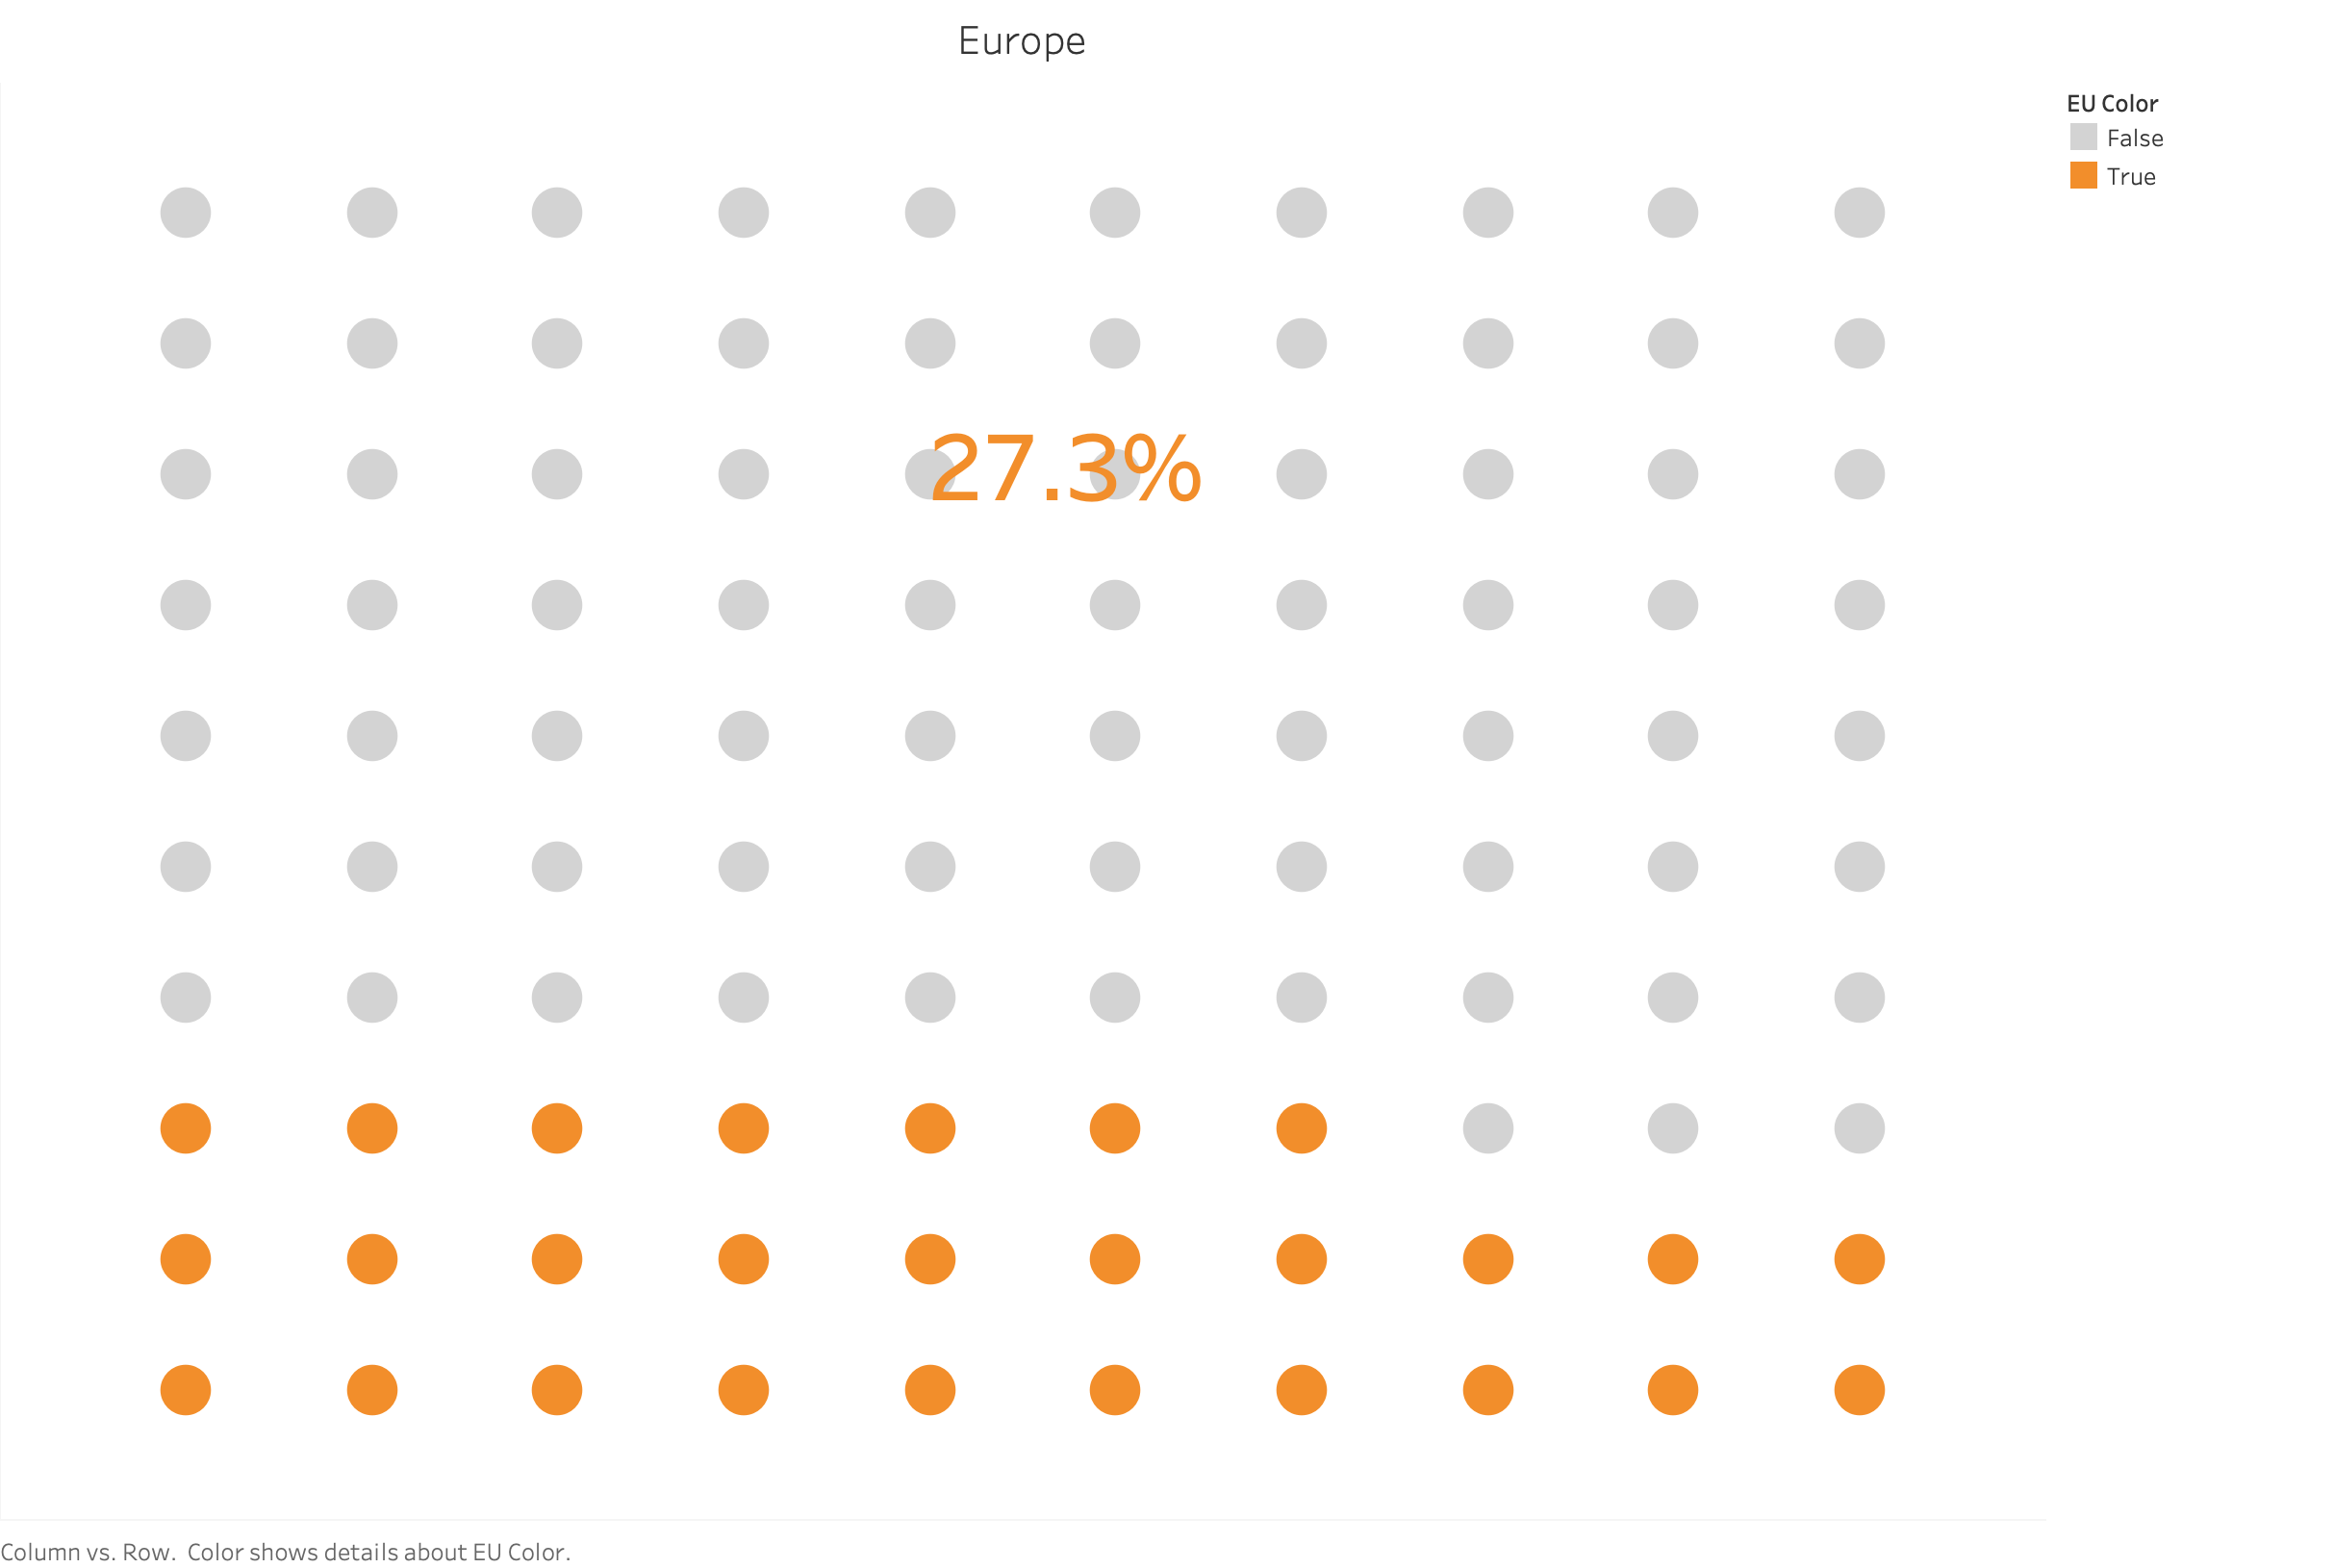 Europe
EU Color
False
True
27.3%
Column vs. Row. Color shows details about EU Color.